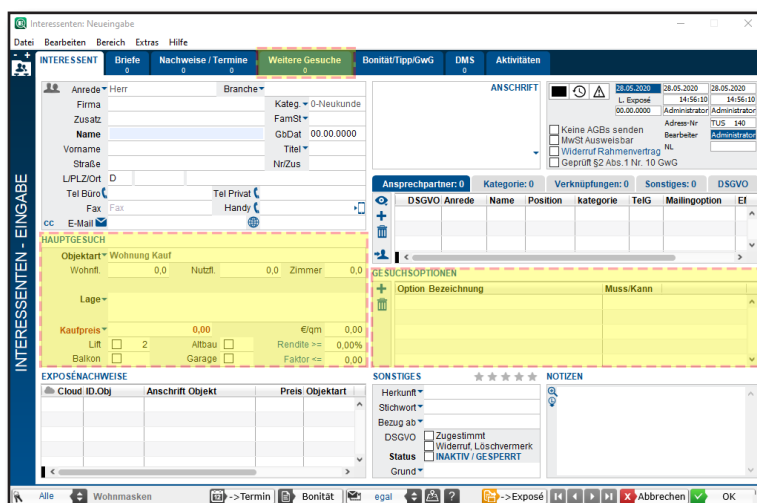 Interessenten: Neueingabe
Datei Bearbeiten Bereich Extras Hilfe
INTERESSENT Briefe 0 Nachweise / Termine 0 0 Weitere Gesuche 0 Bonität/Tipp/GwG DMS 0 Aktivitäten
INTERESSENTEN - EINGABE
Anrede Herr Branche
Firma Kateg. 0-Neukunde
Zusatz FamSt
Name GbDat 00.00.0000
Vorname Titel
Straße Nr/Zus
L/PLZ/Ort D
Tel Büro Tel Privat
Fax Fax Handy
cc E-Mail
ANSCHRIFT
28.05.2020 28.05.2020 28.05.2020
L. Exposé 14:56:10 14:56:10
00.00.0000 Administrator Administrator
Adress-Nr TUS 140
Bearbeiter Administrator
NL
Keine AGBs senden
MwSt Ausweisbar
Widerruf Rahmenvertrag
Geprüft §2 Abs.1 Nr. 10 GwG
Ansprechpartner: 0 Kategorie: 0 Verknüpfungen: 0 Sonstiges: 0 DSGVO
DSGVO Anrede Name Position kategorie TelG Mailingoption
HAUPTGESUCH
Objektart Wohnung Kauf
Wohnfl. 0,0 Nutzfl. 0,0 Zimmer 0,0
Lage
Kaufpreis 0,00 €/qm 0,00
Lift 2 Altbau Rendite >= 0,00%
Balkon Garage Faktor <= 0,00
GESUCHSOPTIONEN
Option Bezeichnung Muss/Kann
EXPOSÉNACHWEISE
Cloud ID.Obj Anschrift Objekt Preis Objektart
SONSTIGES
Herkunft
Stichwort
Bezug ab
DSGVO Zugestimmt
Widerruf, Löschvermerk
Status INAKTIV / GESPERRT
Grund
NOTIZEN
Alle Wohnmasken ->Termin Bonität egal ? ->Exposé Abbrechen OK